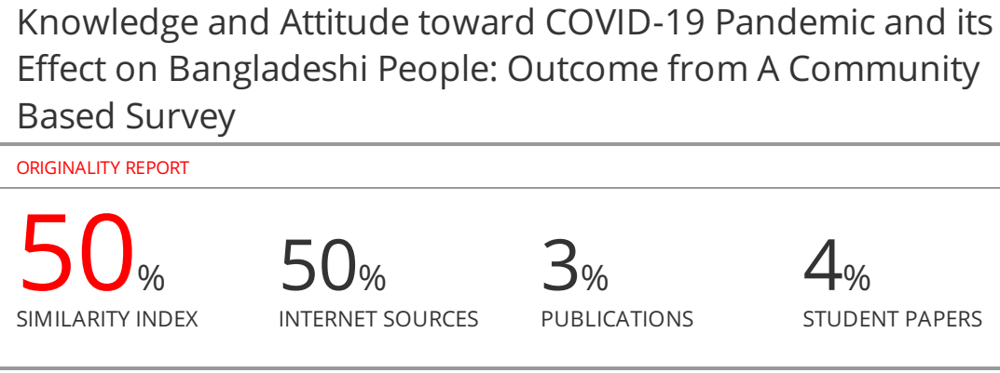 Knowledge and Attitude toward COVID-19 Pandemic and its
Effect on Bangladeshi People: Outcome from A Community
Based Survey
ORIGINALITY REPORT
50% 50% 3% 4%
SIMILARITY INDEX INTERNET SOURCES PUBLICATIONS STUDENT PAPERS